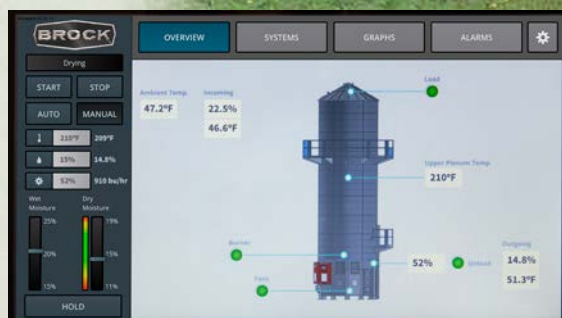 BROCK
OVERVIEW
SYSTEMS
GRAPHS
ALARMS
Drying
START
STOP
AUTO
MANUAL
210°F
209°F
15%
14.8%
52%
910 bu/hr
Wet
Moisture
Dry
Moisture
25%
19%
20%
15%
15%
11%
HOLD
Ambient Temp.
47.2°F
Incoming
22.5%
46.6°F
Load
Upper Plenum Temp.
210°F
Burner
Fans
52%
Unload
Outgoing
14.8%
51.3°F